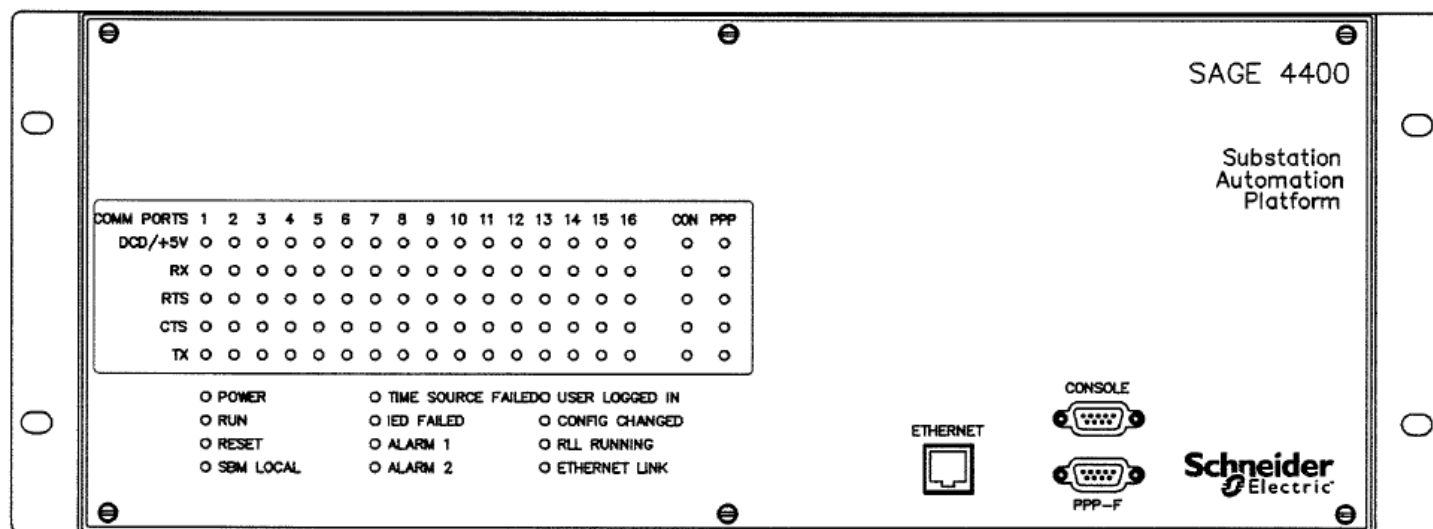 SAGE 4400
Substation
Automation
Platform
COMM PORTS 1 2 3 4 5 6 7 8 9 10 11 12 13 14 15 16 CON PPP
DCD/+5V
RX
RTS
CTS
TX
POWER TIME SOURCE FAILED USER LOGGED IN
RUN IED FAILED CONFIG CHANGED
RESET ALARM 1 RLL RUNNING
SBM LOCAL ALARM 2 ETHERNET LINK
CONSOLE
ETHERNET
PPP-F
Schneider
Electric